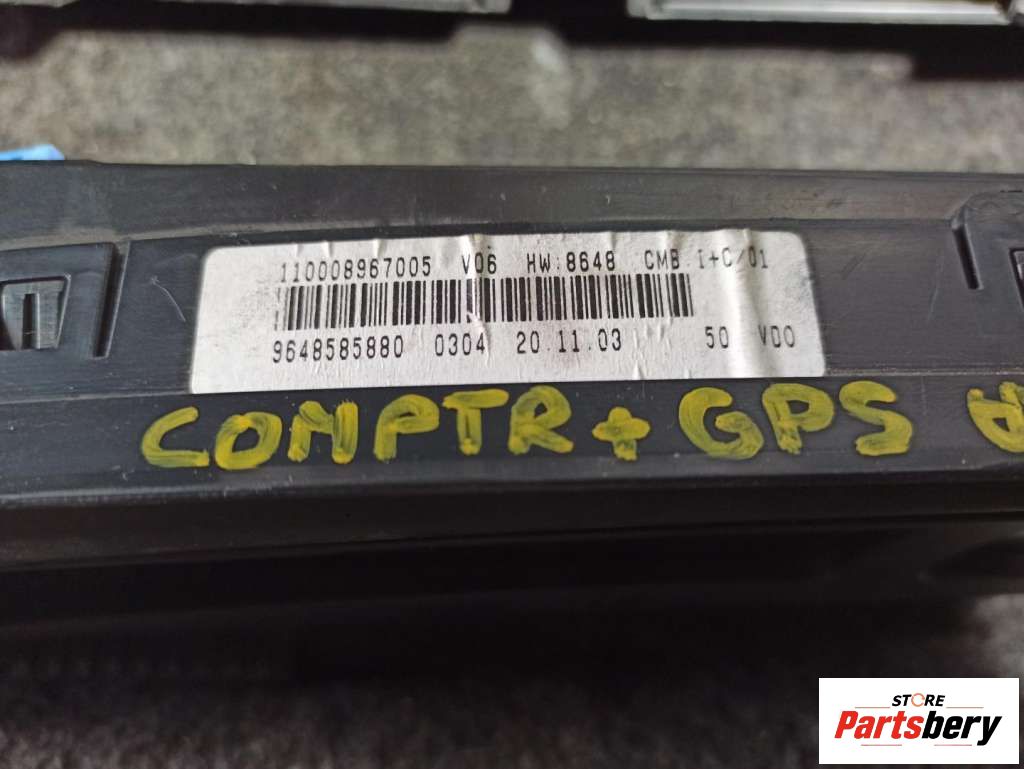 110008967005 V06 HW:8648 CMB.I+C/01
9648585880 0304 20.11.03 50 VDO
COMPTR + GPS
STORE
Partsbery